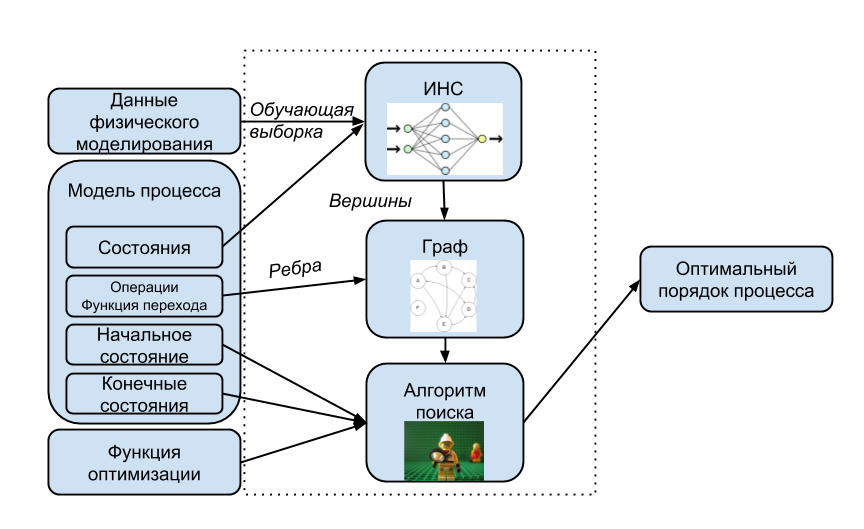 Данные
физического
моделирования
Обучающая
выборка
ИНС
Модель процесса
Состояния
Операции
Функция перехода
Начальное
состояние
Конечные
состояния
Функция
оптимизации
Вершины
Ребра
Граф
A
B
C
D
E
F
Алгоритм
поиска
Оптимальный
порядок процесса